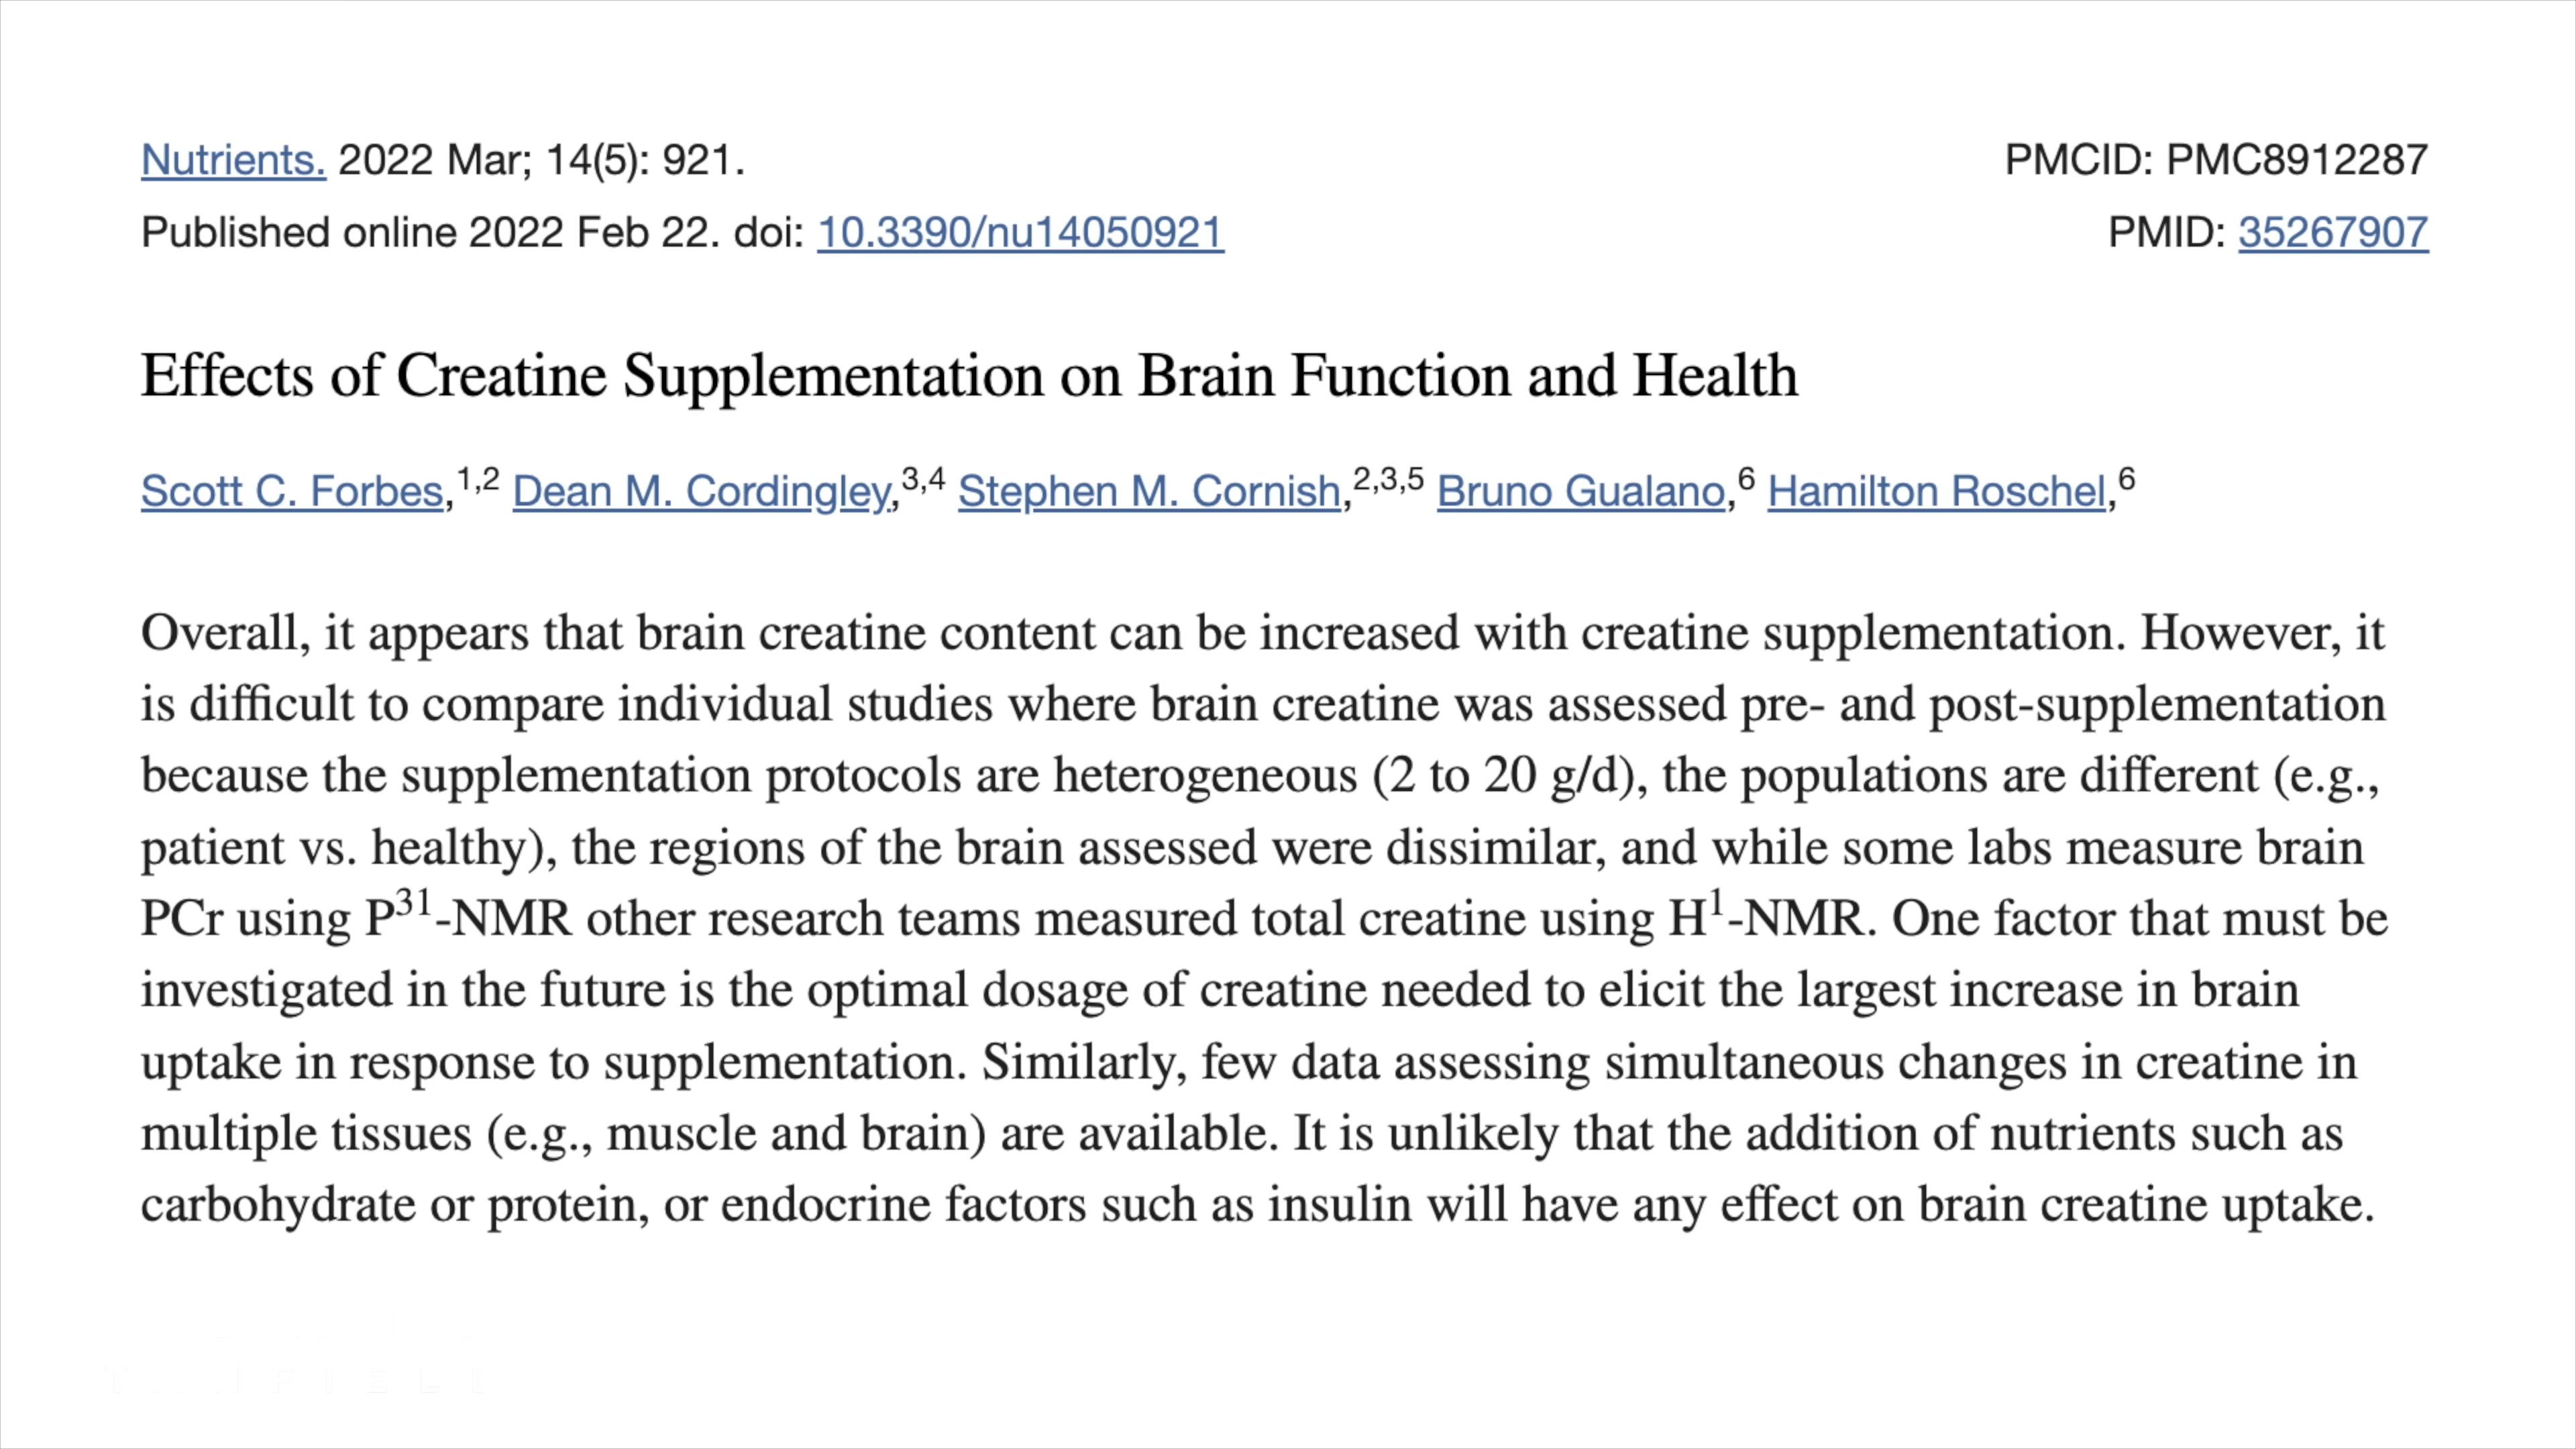 Nutrients. 2022 Mar; 14(5): 921.
PMCID: PMC8912287
Published online 2022 Feb 22. doi: 10.3390/nu14050921
PMID: 35267907
Effects of Creatine Supplementation on Brain Function and Health
Scott C. Forbes,1,2 Dean M. Cordingley,3,4 Stephen M. Cornish,2,3,5 Bruno Gualano,6 Hamilton Roschel,6
Overall, it appears that brain creatine content can be increased with creatine supplementation. However, it
is difficult to compare individual studies where brain creatine was assessed pre- and post-supplementation
because the supplementation protocols are heterogeneous (2 to 20 g/d), the populations are different (e.g.,
patient vs. healthy), the regions of the brain assessed were dissimilar, and while some labs measure brain
PCr using P31-NMR other research teams measured total creatine using H1-NMR. One factor that must be
investigated in the future is the optimal dosage of creatine needed to elicit the largest increase in brain
uptake in response to supplementation. Similarly, few data assessing simultaneous changes in creatine in
multiple tissues (e.g., muscle and brain) are available. It is unlikely that the addition of nutrients such as
carbohydrate or protein, or endocrine factors such as insulin will have any effect on brain creatine uptake.